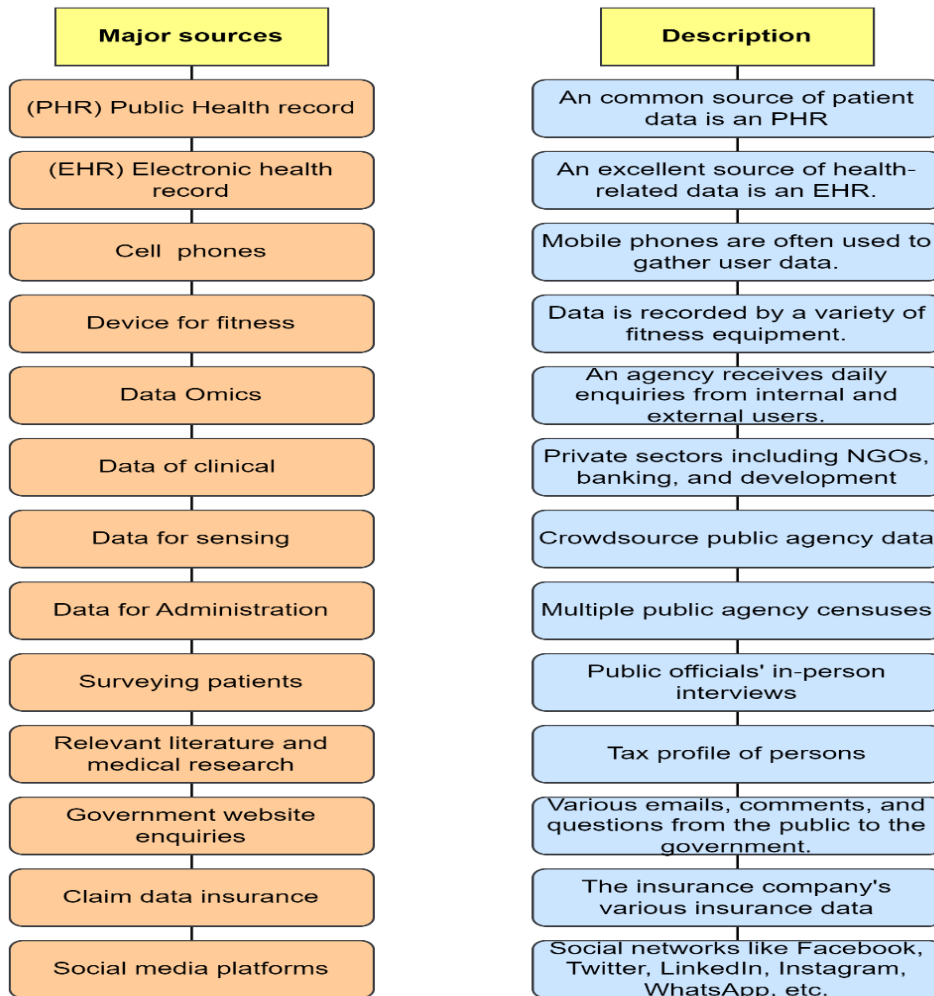 Major sources
Description
(PHR) Public Health record
An common source of patient
data is an PHR
(EHR) Electronic health
record
An excellent source of health-
related data is an EHR.
Cell phones
Mobile phones are often used to
gather user data.
Device for fitness
Data is recorded by a variety of
fitness equipment.
Data Omics
An agency receives daily
enquiries from internal and
external users.
Data of clinical
Private sectors including NGOs,
banking, and development
Data for sensing
Crowdsource public agency data
Data for Administration
Multiple public agency censuses
Surveying patients
Public officials' in-person
interviews
Relevant literature and
medical research
Tax profile of persons
Government website
enquiries
Various emails, comments, and
questions from the public to the
government.
Claim data insurance
The insurance company's
various insurance data
Social media platforms
Social networks like Facebook,
Twitter, LinkedIn, Instagram,
WhatsApp, etc.